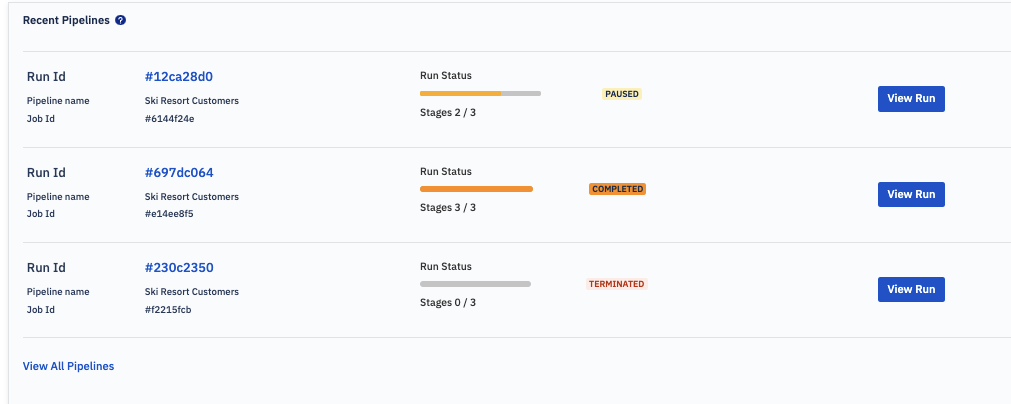 Recent Pipelines ?
Run Id #12ca28d0 Run Status
Pipeline name Ski Resort Customers PAUSED View Run
Job Id #6144f24e Stages 2 / 3
Run Id #697dc064 Run Status
Pipeline name Ski Resort Customers COMPLETED View Run
Job Id #e14ee8f5 Stages 3 / 3
Run Id #230c2350 Run Status
Pipeline name Ski Resort Customers TERMINATED View Run
Job Id #f2215fcb Stages 0 / 3
View All Pipelines